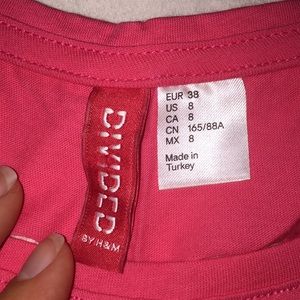 DIVIDED
BY H&M
EUR 38
US 8
CA 8
CN 165/88A
MX 8
Made in
Turkey